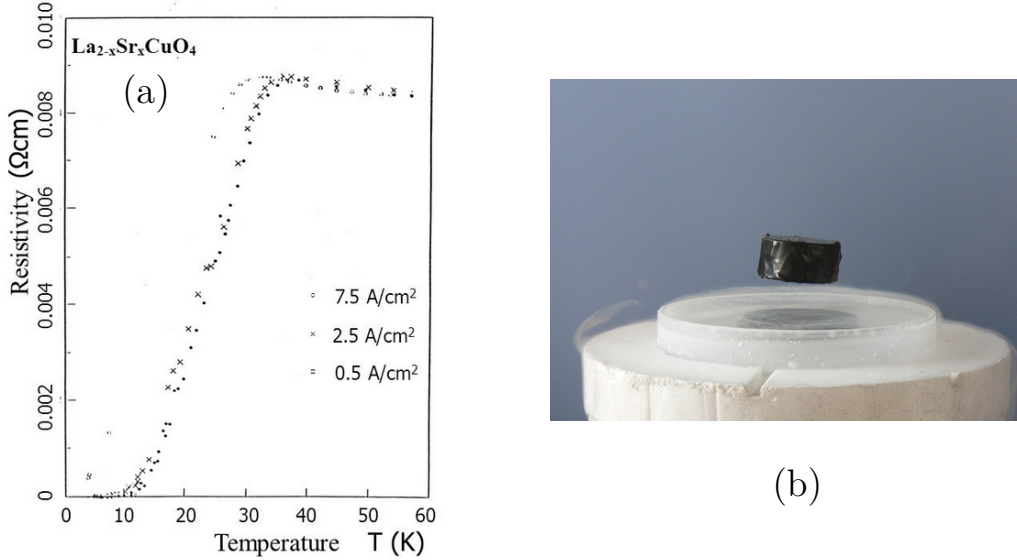 La2-xSrxCuO4
(a)
Resistivity (Ωcm)
0.010
0.008
0.006
0.004
0.002
0
7.5 A/cm²
2.5 A/cm²
0.5 A/cm²
0 10 20 30 40 50 60
Temperature T (K)
(b)